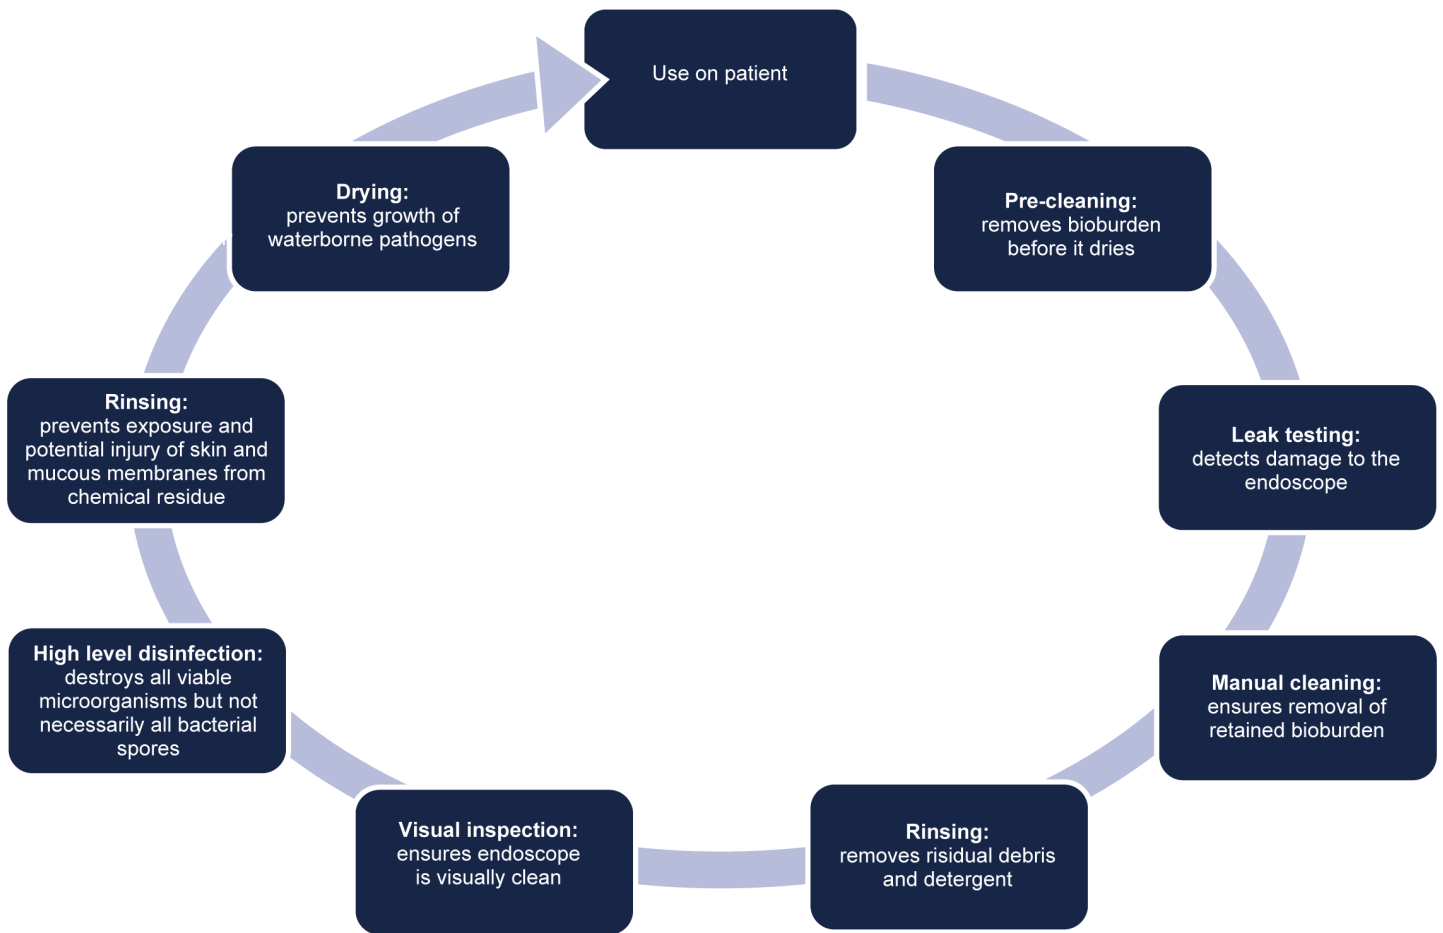 Use on patient
Pre-cleaning:
removes bioburden
before it dries
Leak testing:
detects damage to the
endoscope
Manual cleaning:
ensures removal of
retained bioburden
Rinsing:
removes risidual debris
and detergent
Visual inspection:
ensures endoscope
is visually clean
High level disinfection:
destroys all viable
microorganisms but not
necessarily all bacterial
spores
Rinsing:
prevents exposure and
potential injury of skin and
mucous membranes from
chemical residue
Drying:
prevents growth of
waterborne pathogens